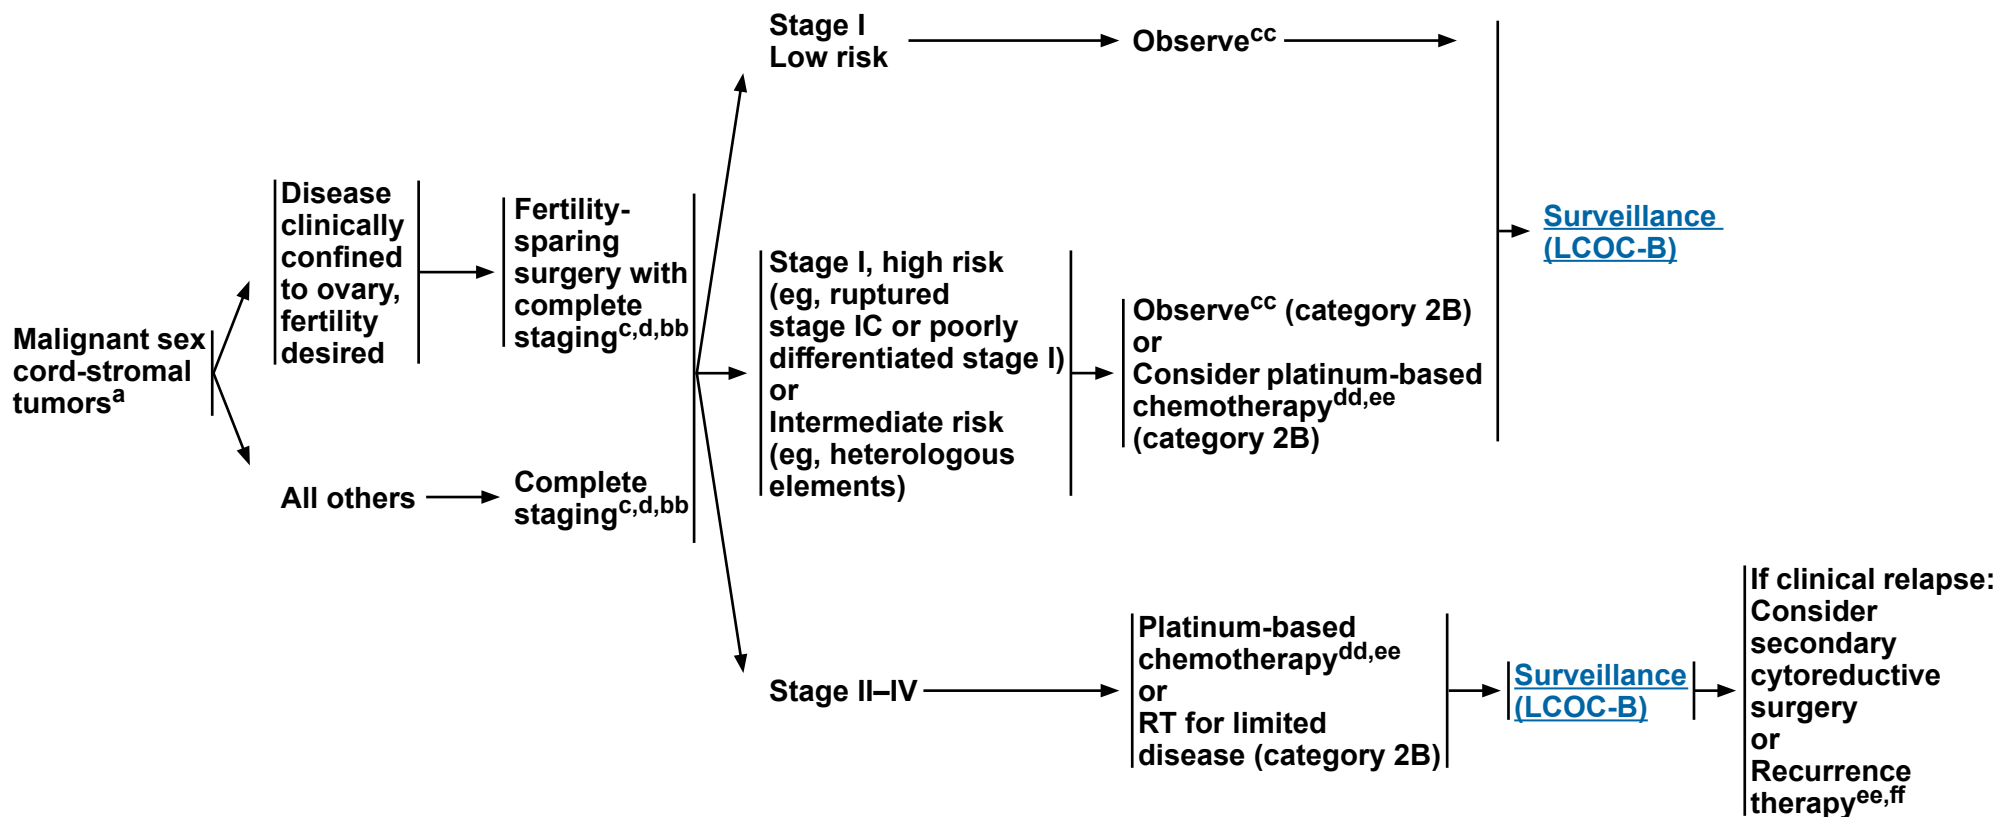 Malignant sex
cord-stromal
tumorsᵃ
Disease
clinically
confined
to ovary,
fertility
desired
Fertility-
sparing
surgery with
complete
stagingc,d,bb
All others
Complete
stagingc,d,bb
Stage I
Low risk
Observecc
Stage I, high risk
(eg, ruptured
stage IC or poorly
differentiated stage I)
or
Intermediate risk
(eg, heterologous
elements)
Observecc (category 2B)
or
Consider platinum-based
chemotherapydd,ee
(category 2B)
Surveillance
(LCOC-B)
Stage II–IV
Platinum-based
chemotherapydd,ee
or
RT for limited
disease (category 2B)
Surveillance
(LCOC-B)
If clinical relapse:
Consider
secondary
cytoreductive
surgery
or
Recurrence
therapyee,ff